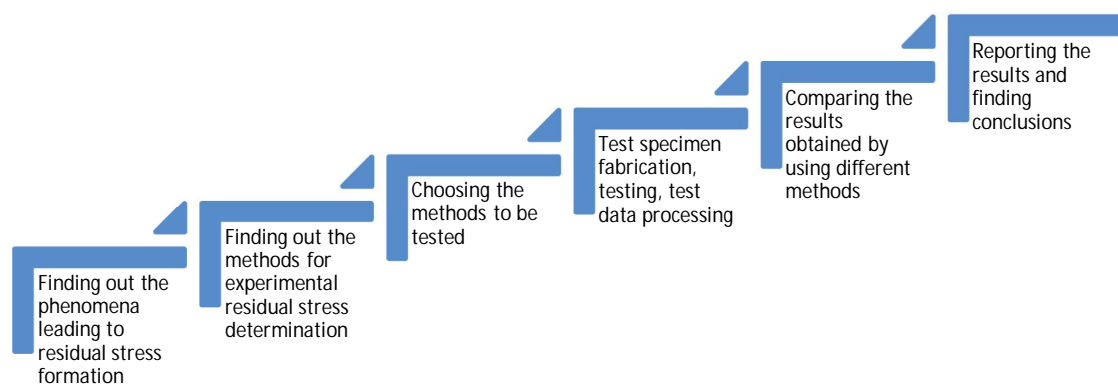 Finding out the
phenomena
leading to
residual stress
formation
Finding out the
methods for
experimental
residual stress
determination
Choosing the
methods to be
tested
Test specimen
fabrication,
testing, test
data processing
Comparing the
results
obtained by
using different
methods
Reporting the
results and
finding
conclusions